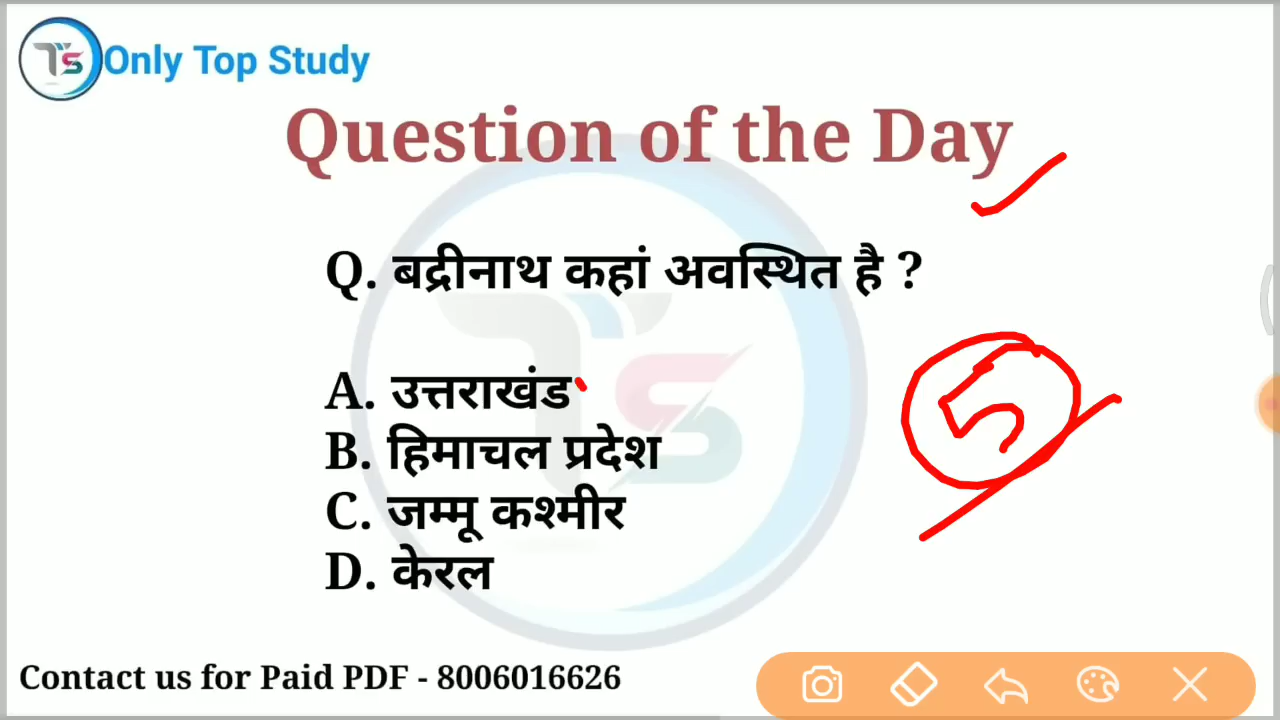 TS Only Top Study
Question of the Day
Q. बद्रीनाथ कहां अवस्थित है ?
A. उत्तराखंड
B. हिमाचल प्रदेश
C. जम्मू कश्मीर
D. केरल
5
Contact us for Paid PDF - 8006016626